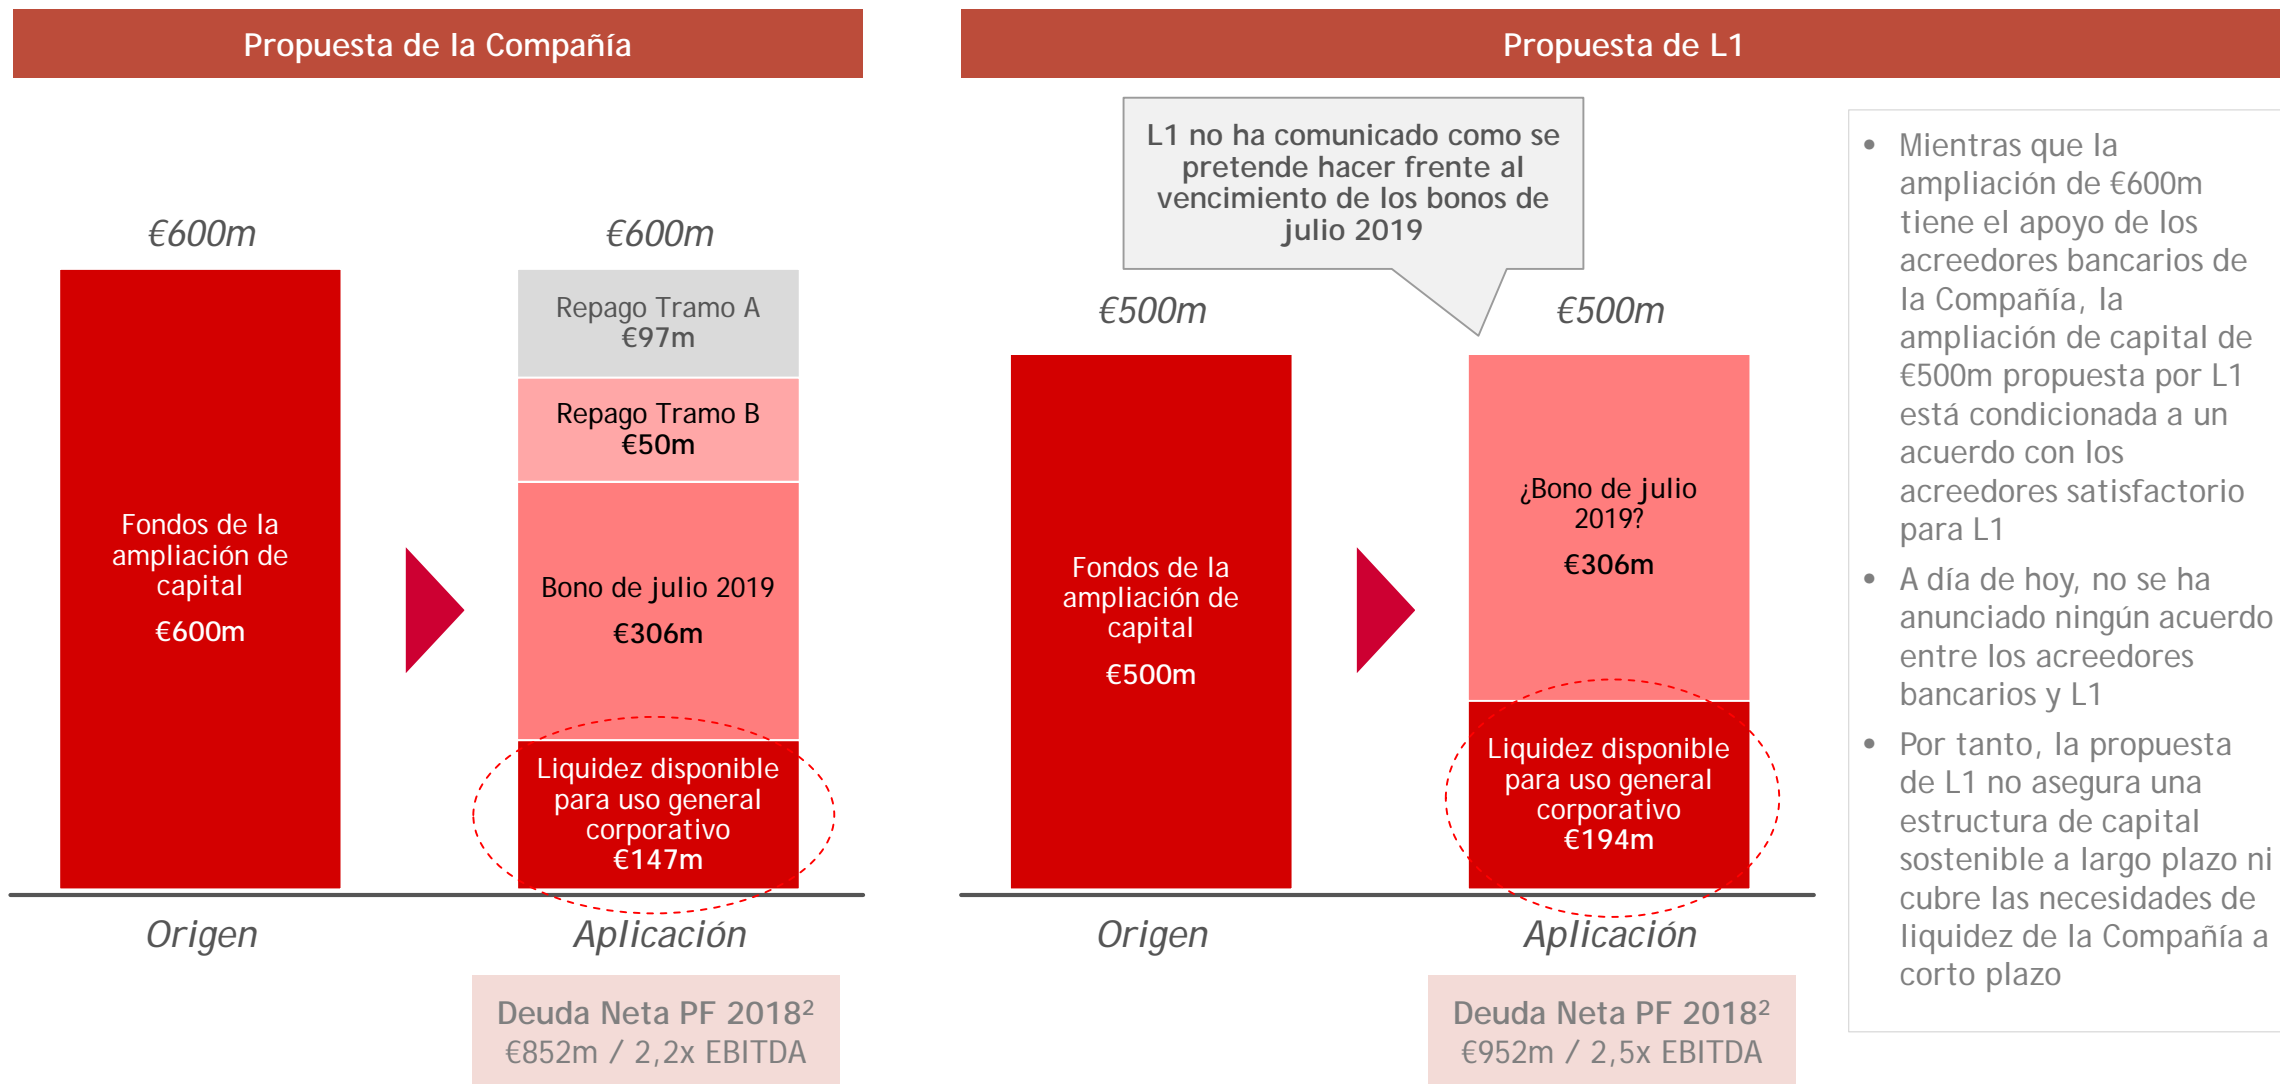 Propuesta de la Compañía
€600m
€600m
Fondos de la
ampliación de
capital
€600m
Repago Tramo A
€97m
Repago Tramo B
€50m
Bono de julio 2019
€306m
Liquidez disponible
para uso general
corporativo
€147m
Origen
Aplicación
Deuda Neta PF 2018²
€852m / 2,2x EBITDA
Propuesta de L1
L1 no ha comunicado como se
pretende hacer frente al
vencimiento de los bonos de
julio 2019
€500m
€500m
Fondos de la
ampliación de
capital
€500m
¿Bono de julio
2019?
€306m
Liquidez disponible
para uso general
corporativo
€194m
Origen
Aplicación
Deuda Neta PF 2018²
€952m / 2,5x EBITDA
• Mientras que la
ampliación de €600m
tiene el apoyo de los
acreedores bancarios de
la Compañía, la
ampliación de capital de
€500m propuesta por L1
está condicionada a un
acuerdo con los
acreedores satisfactorio
para L1
• A día de hoy, no se ha
anunciado ningún acuerdo
entre los acreedores
bancarios y L1
• Por tanto, la propuesta
de L1 no asegura una
estructura de capital
sostenible a largo plazo ni
cubre las necesidades de
liquidez de la Compañía a
corto plazo